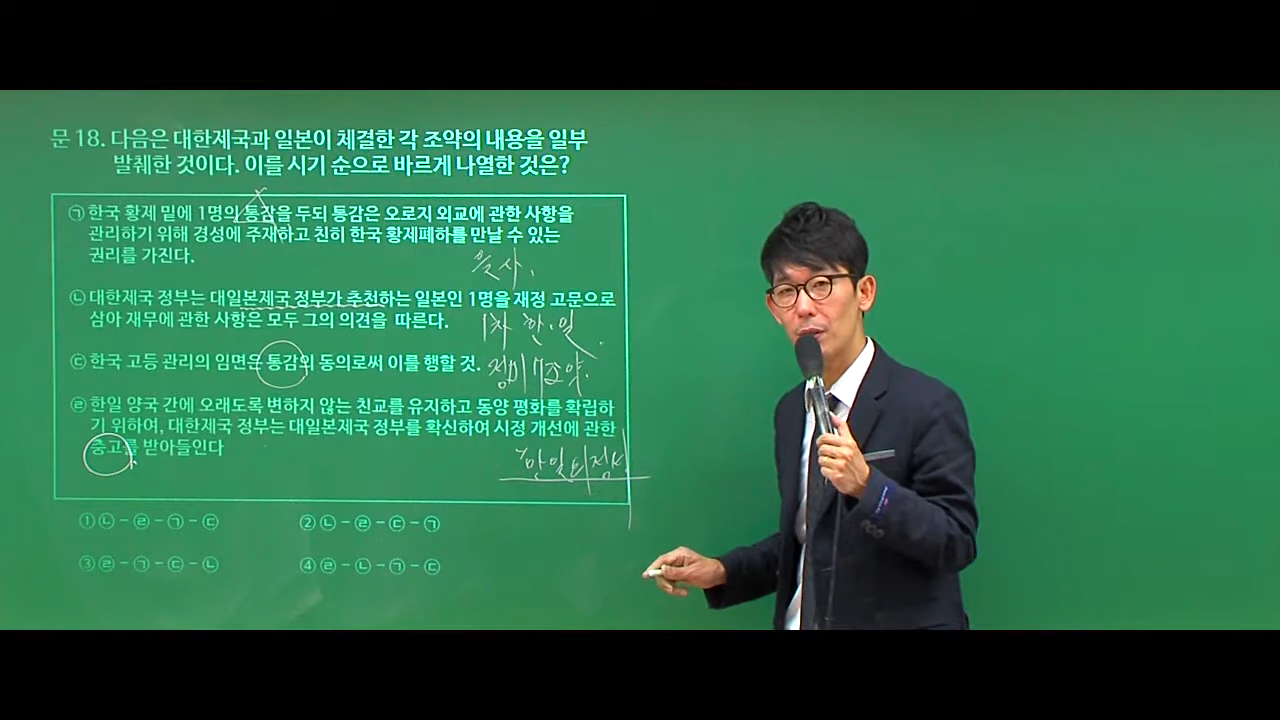 문 18. 다음은 대한제국과 일본이 체결한 각 조약의 내용을 일부
발췌한 것이다. 이를 시기 순으로 바르게 나열한 것은?
㉠ 한국 황제 밑에 1명의 통감을 두되 통감은 오로지 외교에 관한 사항을
관리하기 위해 경성에 주재하고 친히 한국 황제폐하를 만날 수 있는
권리를 가진다.
을사,
㉡ 대한제국 정부는 대일본제국 정부가 추천하는 일본인 1명을 재정 고문으로
삼아 재무에 관한 사항은 모두 그의 의견을 따른다.
1차 한·일
㉢ 한국 고등 관리의 임면은 통감의 동의로써 이를 행할 것.
정미7조약.
㉣ 한일 양국 간에 오래도록 변하지 않는 친교를 유지하고 동양 평화를 확립하
기 위하여, 대한제국 정부는 대일본제국 정부를 확신하여 시정 개선에 관한
충고를 받아들인다
한일의정서
① ㉡ - ㉣ - ㉠ - ㉢
② ㉡ - ㉣ - ㉢ - ㉠
③ ㉣ - ㉠ - ㉢ - ㉡
④ ㉣ - ㉡ - ㉠ - ㉢